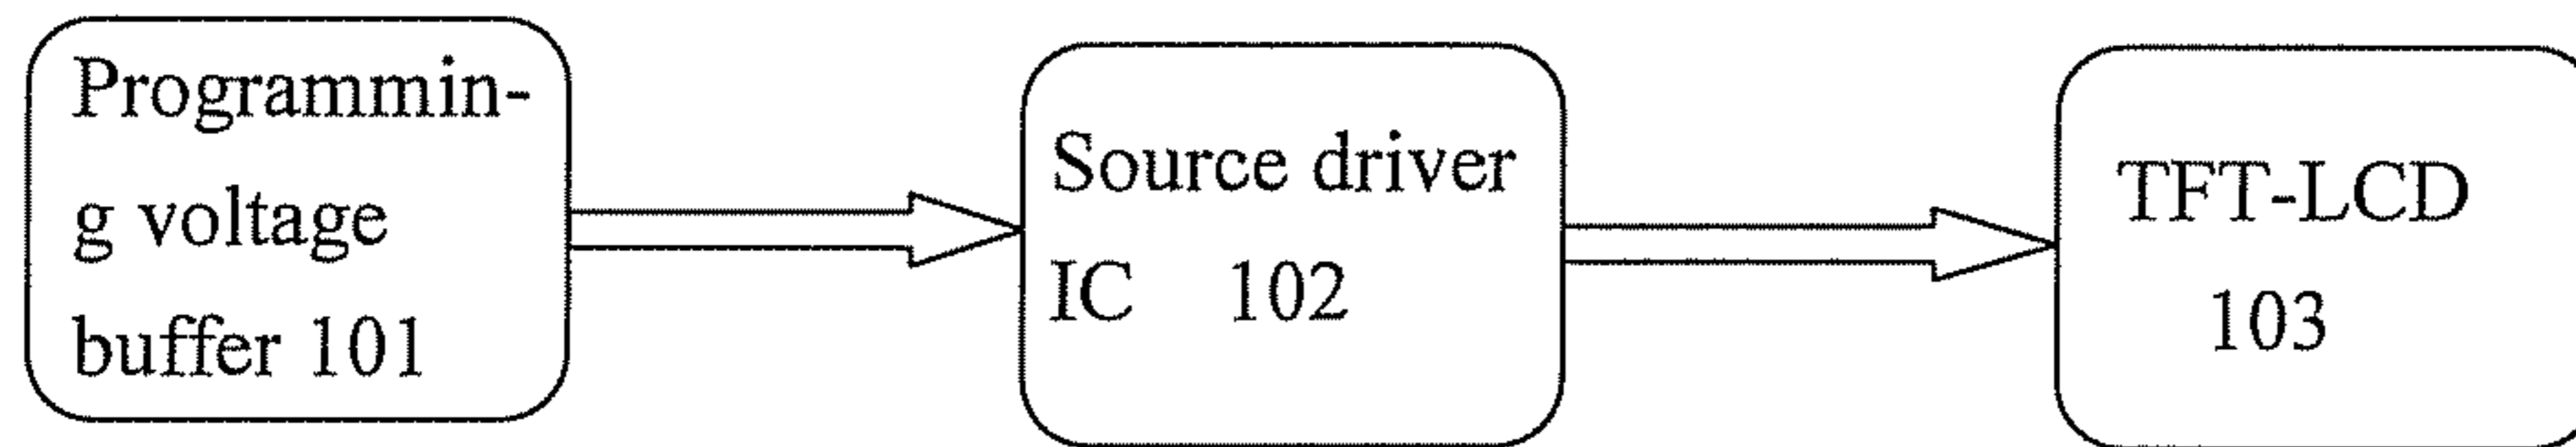 Programmin-
g voltage
buffer 101
Source driver
IC 102
TFT-LCD
103